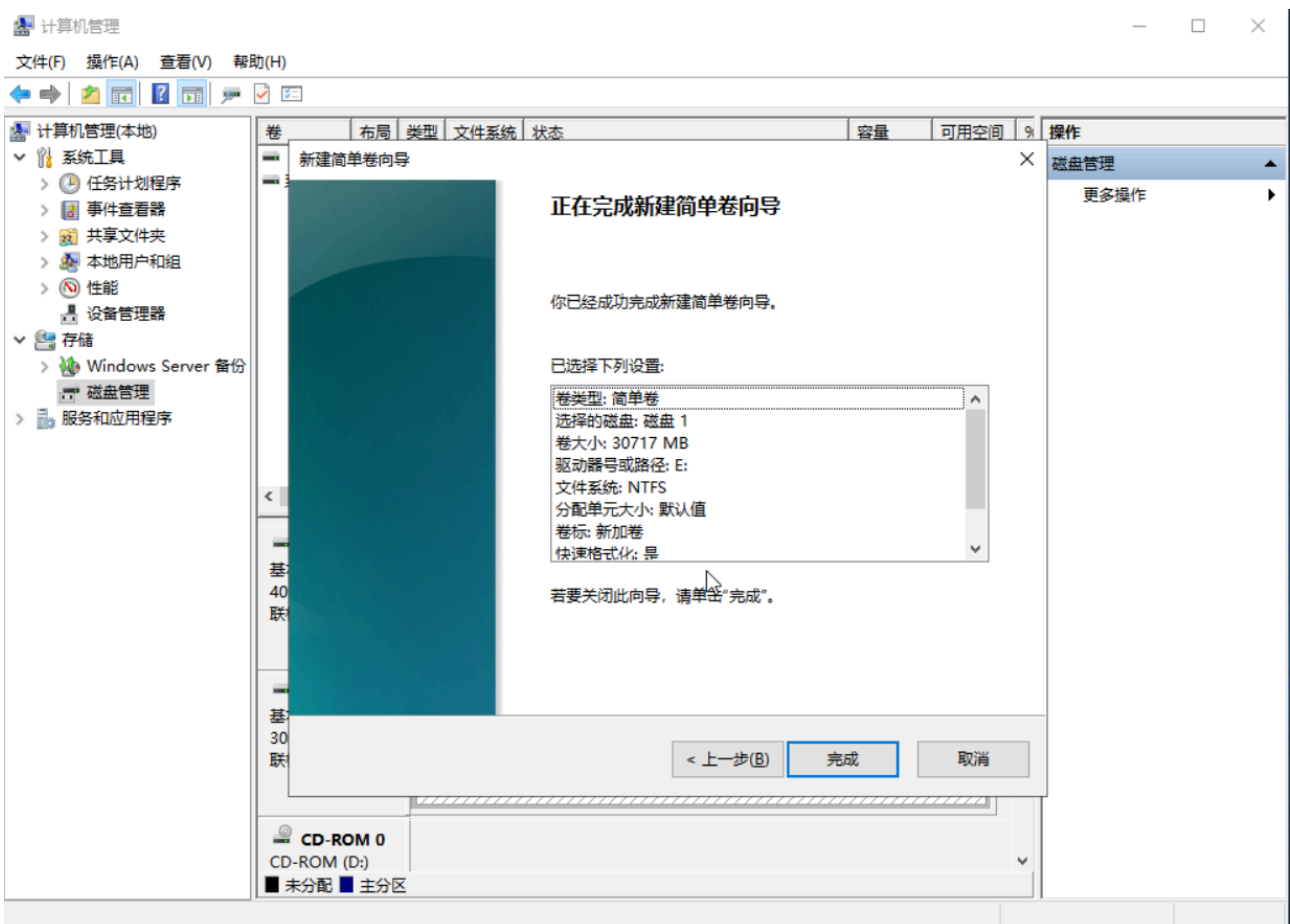 计算机管理
文件(F) 操作(A) 查看(V) 帮助(H)
计算机管理(本地)
系统工具
任务计划程序
事件查看器
共享文件夹
本地用户和组
性能
设备管理器
存储
Windows Server 备份
磁盘管理
服务和应用程序
卷 布局 类型 文件系统 状态 容量 可用空间 %
新建简单卷向导
正在完成新建简单卷向导
你已经成功完成新建简单卷向导。
已选择下列设置:
卷类型: 简单卷
选择的磁盘: 磁盘 1
卷大小: 30717 MB
驱动器号或路径: E:
文件系统: NTFS
分配单元大小: 默认值
卷标: 新加卷
快速格式化: 是
若要关闭此向导，请单击“完成”。
< 上一步(B) 完成 取消
基
40
联
基
30
联
CD-ROM 0
CD-ROM (D:)
未分配 主分区
操作
磁盘管理
更多操作